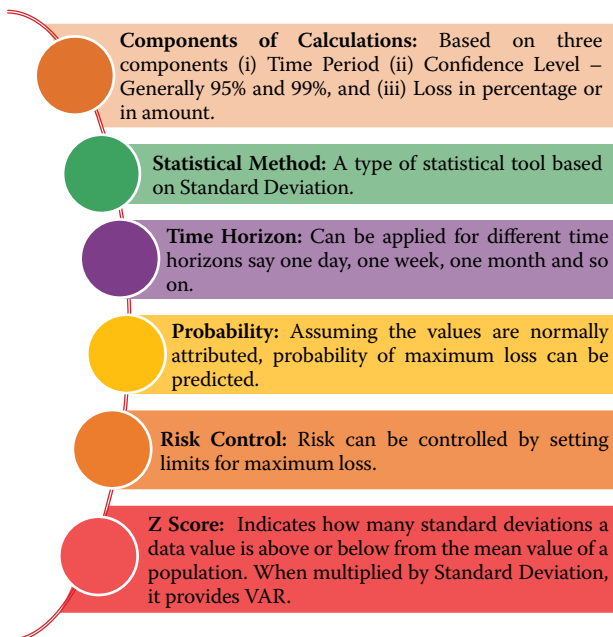 Components of Calculations: Based on three
components (i) Time Period (ii) Confidence Level –
Generally 95% and 99%, and (iii) Loss in percentage or
in amount.
Statistical Method: A type of statistical tool based
on Standard Deviation.
Time Horizon: Can be applied for different time
horizons say one day, one week, one month and so
on.
Probability: Assuming the values are normally
attributed, probability of maximum loss can be
predicted.
Risk Control: Risk can be controlled by setting
limits for maximum loss.
Z Score: Indicates how many standard deviations a
data value is above or below from the mean value of a
population. When multiplied by Standard Deviation,
it provides VAR.